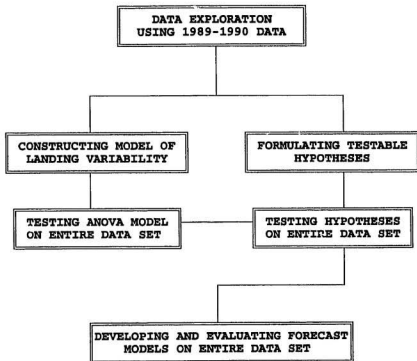 DATA EXPLORATION
USING 1989-1990 DATA
CONSTRUCTING MODEL OF
LANDING VARIABILITY
FORMULATING TESTABLE
HYPOTHESES
TESTING ANOVA MODEL
ON ENTIRE DATA SET
TESTING HYPOTHESES
ON ENTIRE DATA SET
DEVELOPING AND EVALUATING FORECAST
MODELS ON ENTIRE DATA SET